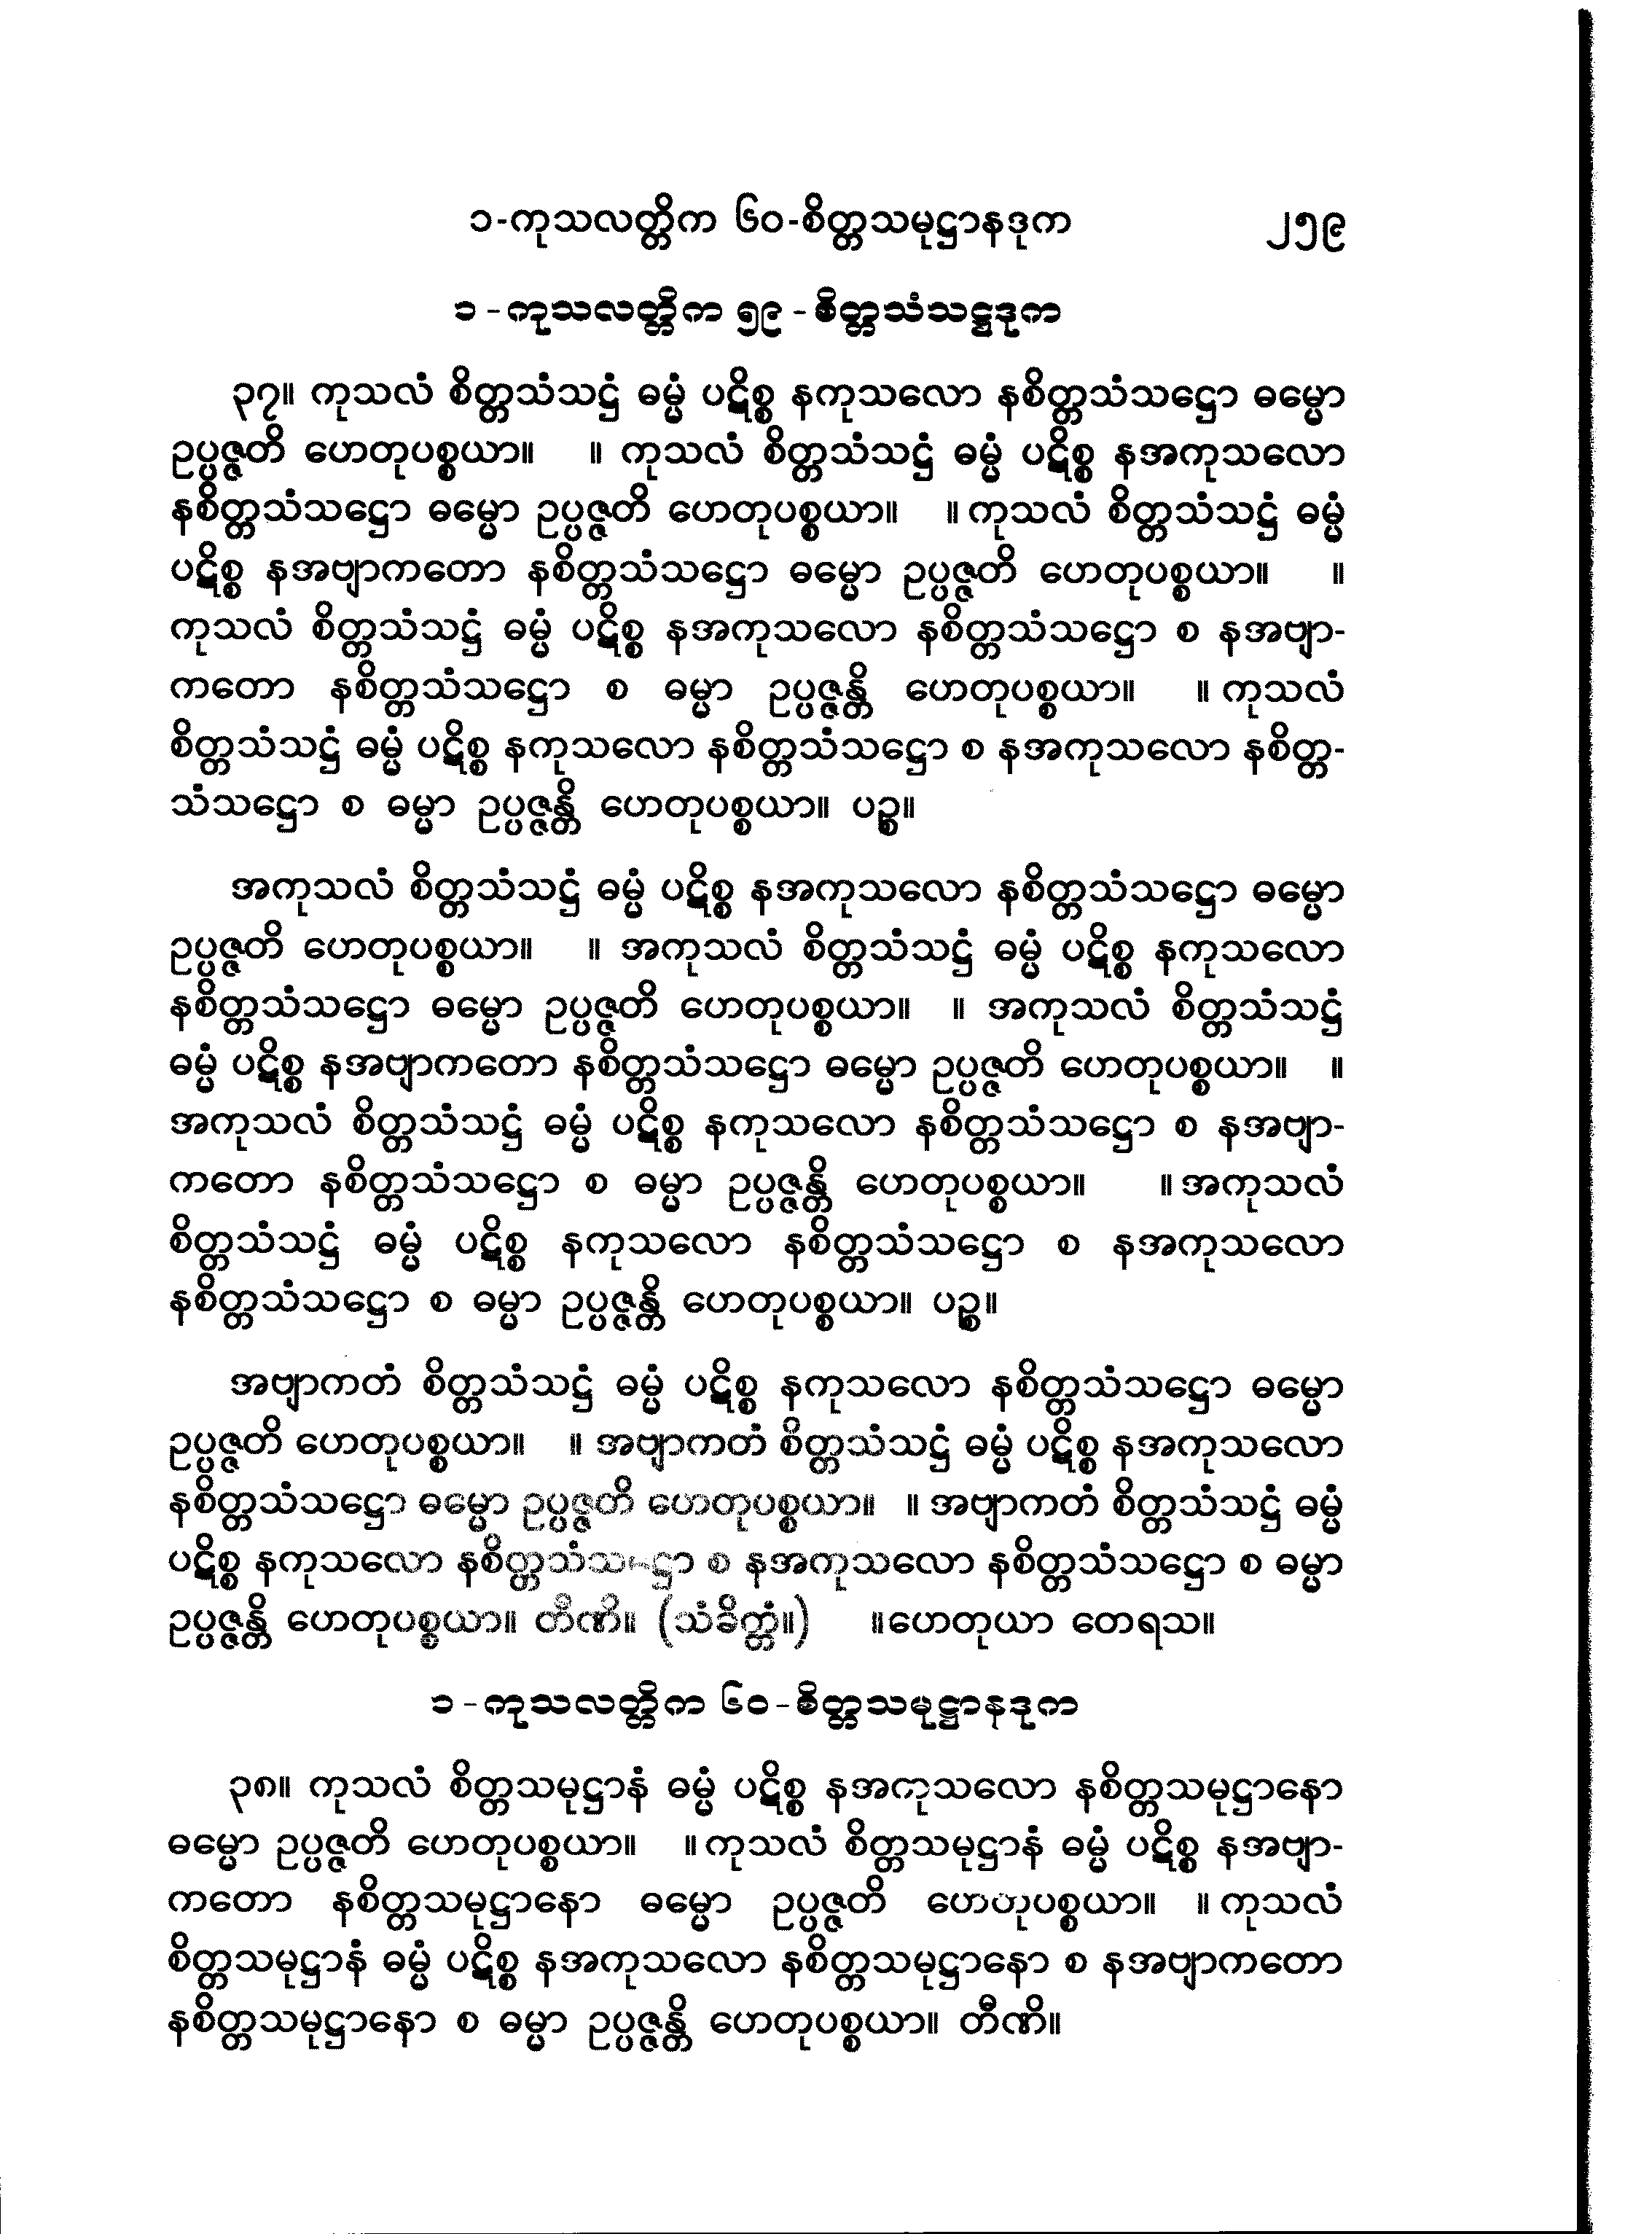 ၁-ကုသလတ္တိက ၆၀-စိတ္တသမုဋ္ဌာနဒုက ၂၅၉
၁-ကုသလတ္တိက ၅၉-စိတ္တသံသဋ္ဌဒုက
၃၇။ ကုသလံ စိတ္တသံသဋ္ဌံ ဓမ္မံ ပဋိစ္စ နကုသလော နစိတ္တသံသဋ္ဌော ဓမ္မော
ဥပ္ပဇ္ဇတိ ဟေတုပစ္စယာ။ ။ ကုသလံ စိတ္တသံသဋ္ဌံ ဓမ္မံ ပဋိစ္စ နအကုသလော
နစိတ္တသံသဋ္ဌော ဓမ္မော ဥပ္ပဇ္ဇတိ ဟေတုပစ္စယာ။ ။ ကုသလံ စိတ္တသံသဋ္ဌံ ဓမ္မံ
ပဋိစ္စ နအဗျာကတော နစိတ္တသံသဋ္ဌော ဓမ္မော ဥပ္ပဇ္ဇတိ ဟေတုပစ္စယာ။ ။
ကုသလံ စိတ္တသံသဋ္ဌံ ဓမ္မံ ပဋိစ္စ နအကုသလော နစိတ္တသံသဋ္ဌော စ နအဗျာ-
ကတော နစိတ္တသံသဋ္ဌော စ ဓမ္မာ ဥပ္ပဇ္ဇန္တိ ဟေတုပစ္စယာ။ ။ ကုသလံ
စိတ္တသံသဋ္ဌံ ဓမ္မံ ပဋိစ္စ နကုသလော နစိတ္တသံသဋ္ဌော စ နအကုသလော နစိတ္တ-
သံသဋ္ဌော စ ဓမ္မာ ဥပ္ပဇ္ဇန္တိ ဟေတုပစ္စယာ။ ပဉ္စ။
အကုသလံ စိတ္တသံသဋ္ဌံ ဓမ္မံ ပဋိစ္စ နအကုသလော နစိတ္တသံသဋ္ဌော ဓမ္မော
ဥပ္ပဇ္ဇတိ ဟေတုပစ္စယာ။ ။ အကုသလံ စိတ္တသံသဋ္ဌံ ဓမ္မံ ပဋိစ္စ နကုသလော
နစိတ္တသံသဋ္ဌော ဓမ္မော ဥပ္ပဇ္ဇတိ ဟေတုပစ္စယာ။ ။ အကုသလံ စိတ္တသံသဋ္ဌံ
ဓမ္မံ ပဋိစ္စ နအဗျာကတော နစိတ္တသံသဋ္ဌော ဓမ္မော ဥပ္ပဇ္ဇတိ ဟေတုပစ္စယာ။ ။
အကုသလံ စိတ္တသံသဋ္ဌံ ဓမ္မံ ပဋိစ္စ နကုသလော နစိတ္တသံသဋ္ဌော စ နအဗျာ-
ကတော နစိတ္တသံသဋ္ဌော စ ဓမ္မာ ဥပ္ပဇ္ဇန္တိ ဟေတုပစ္စယာ။ ။ အကုသလံ
စိတ္တသံသဋ္ဌံ ဓမ္မံ ပဋိစ္စ နကုသလော နစိတ္တသံသဋ္ဌော စ နအကုသလော
နစိတ္တသံသဋ္ဌော စ ဓမ္မာ ဥပ္ပဇ္ဇန္တိ ဟေတုပစ္စယာ။ ပဉ္စ။
အဗျာကတံ စိတ္တသံသဋ္ဌံ ဓမ္မံ ပဋိစ္စ နကုသလော နစိတ္တသံသဋ္ဌော ဓမ္မော
ဥပ္ပဇ္ဇတိ ဟေတုပစ္စယာ။ ။ အဗျာကတံ စိတ္တသံသဋ္ဌံ ဓမ္မံ ပဋိစ္စ နအကုသလော
နစိတ္တသံသဋ္ဌော ဓမ္မော ဥပ္ပဇ္ဇတိ ဟေတုပစ္စယာ။ ။ အဗျာကတံ စိတ္တသံသဋ္ဌံ ဓမ္မံ
ပဋိစ္စ နကုသလော နစိတ္တသံသဋ္ဌော စ နအကုသလော နစိတ္တသံသဋ္ဌော စ ဓမ္မာ
ဥပ္ပဇ္ဇန္တိ ဟေတုပစ္စယာ။ တီဏိ။ (သံခိတ္တံ။) ။ဟေတုယာ တေရသ။
၁-ကုသလတ္တိက ၆၀-စိတ္တသမုဋ္ဌာနဒုက
၃၈။ ကုသလံ စိတ္တသမုဋ္ဌာနံ ဓမ္မံ ပဋိစ္စ နအကုသလော နစိတ္တသမုဋ္ဌာနော
ဓမ္မော ဥပ္ပဇ္ဇတိ ဟေတုပစ္စယာ။ ။ ကုသလံ စိတ္တသမုဋ္ဌာနံ ဓမ္မံ ပဋိစ္စ နအဗျာ-
ကတော နစိတ္တသမုဋ္ဌာနော ဓမ္မော ဥပ္ပဇ္ဇတိ ဟေတုပစ္စယာ။ ။ ကုသလံ
စိတ္တသမုဋ္ဌာနံ ဓမ္မံ ပဋိစ္စ နအကုသလော နစိတ္တသမုဋ္ဌာနော စ နအဗျာကတော
နစိတ္တသမုဋ္ဌာနော စ ဓမ္မာ ဥပ္ပဇ္ဇန္တိ ဟေတုပစ္စယာ။ တီဏိ။